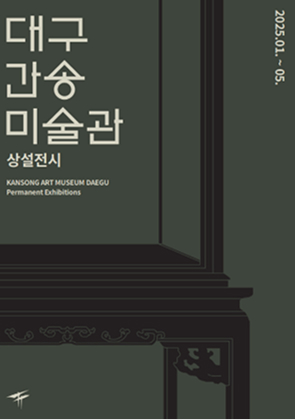 대구
간송
미술관
상설전시
KANSONG ART MUSEUM DAEGU
Permanent Exhibitions
2025.01. ~ 05.